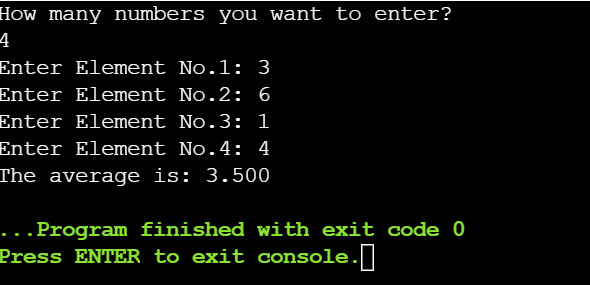 How many numbers you want to enter?
4
Enter Element No.1: 3
Enter Element No.2: 6
Enter Element No.3: 1
Enter Element No.4: 4
The average is: 3.500
...Program finished with exit code 0
Press ENTER to exit console.